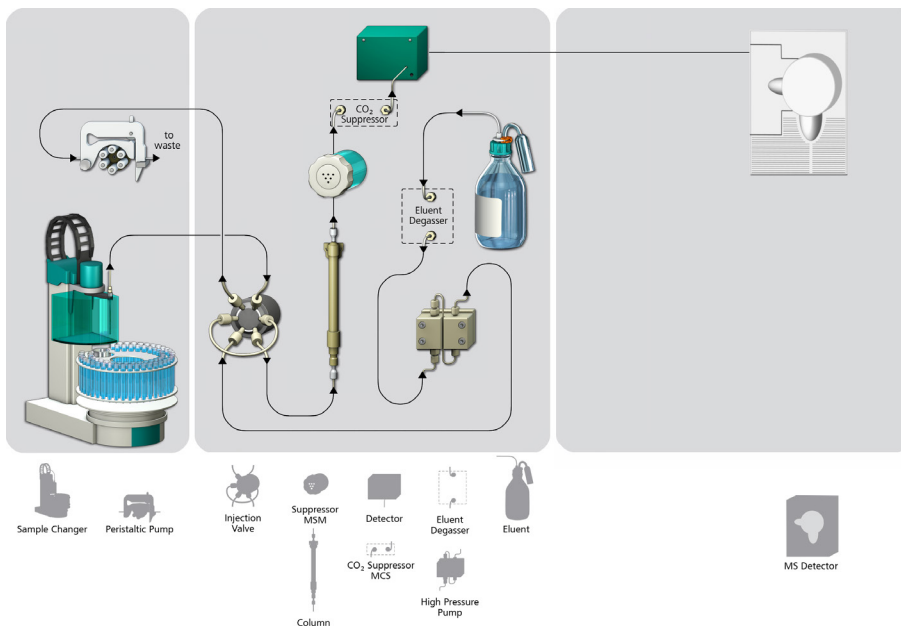 CO2
Suppressor
to
waste
Eluent
Degasser
Sample Changer
Peristaltic Pump
Injection
Valve
Suppressor
MSM
Detector
Eluent
Degasser
Eluent
CO2 Suppressor
MCS
High Pressure
Pump
Column
MS Detector